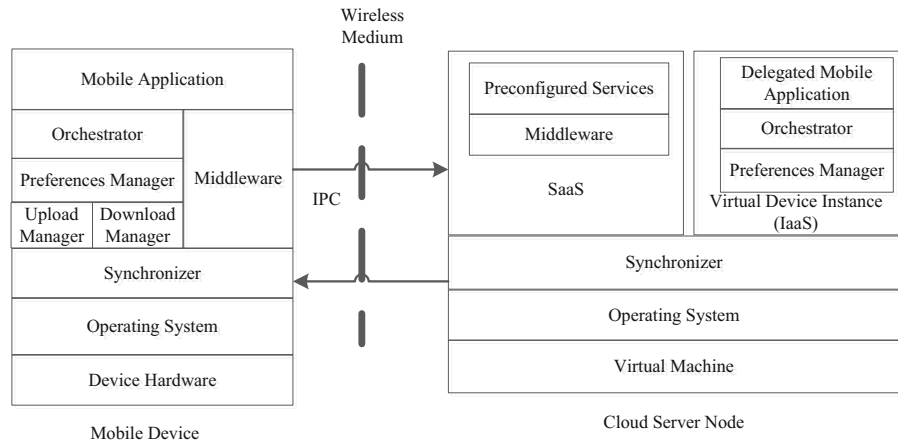 Wireless
Medium
Mobile Application
Orchestrator
Preferences Manager
Middleware
Upload
Manager
Download
Manager
Synchronizer
Operating System
Device Hardware
Mobile Device
IPC
Preconfigured Services
Middleware
SaaS
Delegated Mobile
Application
Orchestrator
Preferences Manager
Virtual Device Instance
(IaaS)
Synchronizer
Operating System
Virtual Machine
Cloud Server Node